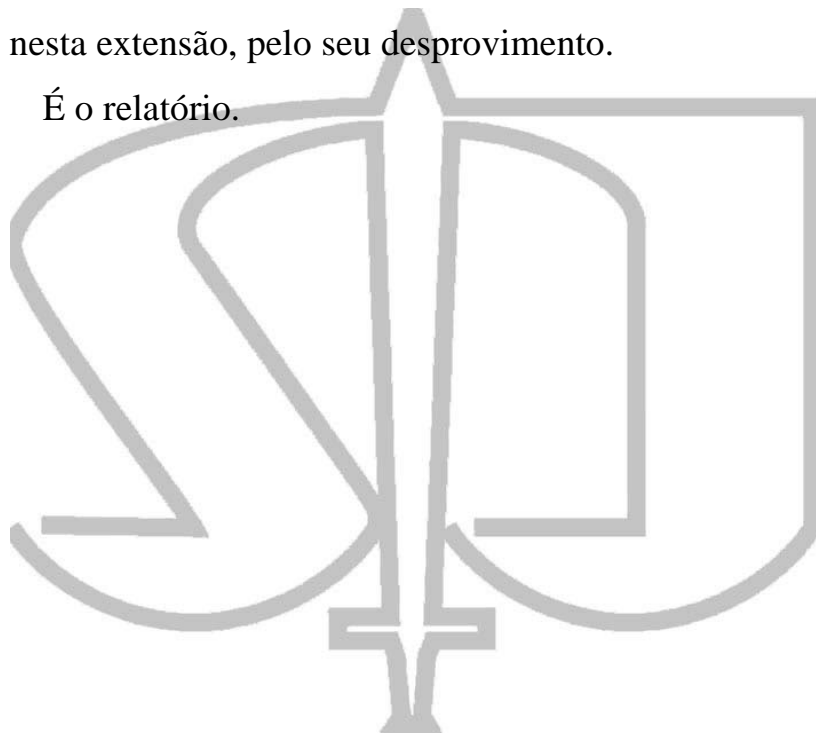 nesta extensão, pelo seu desprovimento.
É o relatório.